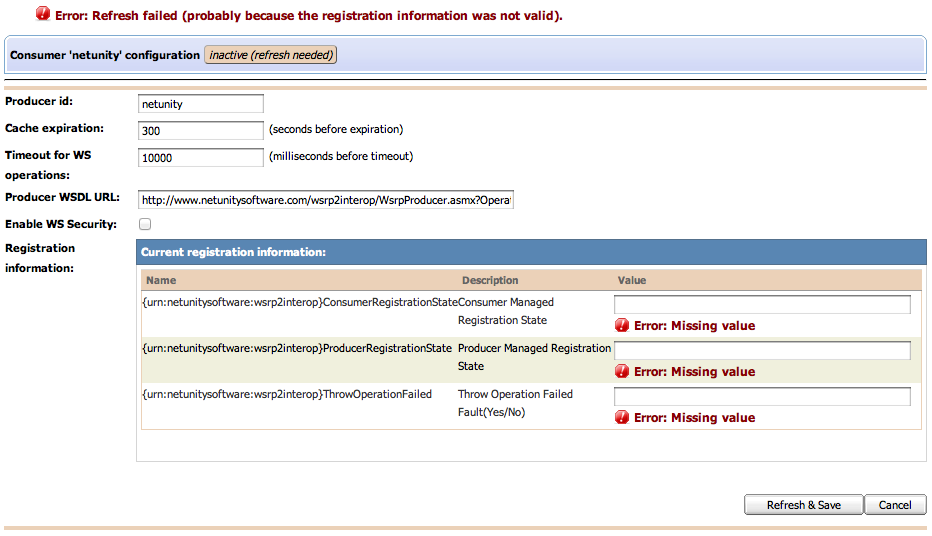 Error: Refresh failed (probably because the registration information was not valid).
Consumer 'netunity' configuration inactive (refresh needed)
Producer id: netunity
Cache expiration: 300 (seconds before expiration)
Timeout for WS operations: 10000 (milliseconds before timeout)
Producer WSDL URL: http://www.netunitysoftware.com/wsrp2interop/WsrpProducer.asmx?Opera
Enable WS Security:
Registration information:
Current registration information:
Name Description Value
{urn:netunitysoftware:wsrp2interop}ConsumerRegistrationState Consumer Managed
Registration State
Error: Missing value
{urn:netunitysoftware:wsrp2interop}ProducerRegistrationState Producer Managed Registration
State
Error: Missing value
{urn:netunitysoftware:wsrp2interop}ThrowOperationFailed Throw Operation Failed
Fault(Yes/No)
Error: Missing value
Refresh & Save Cancel